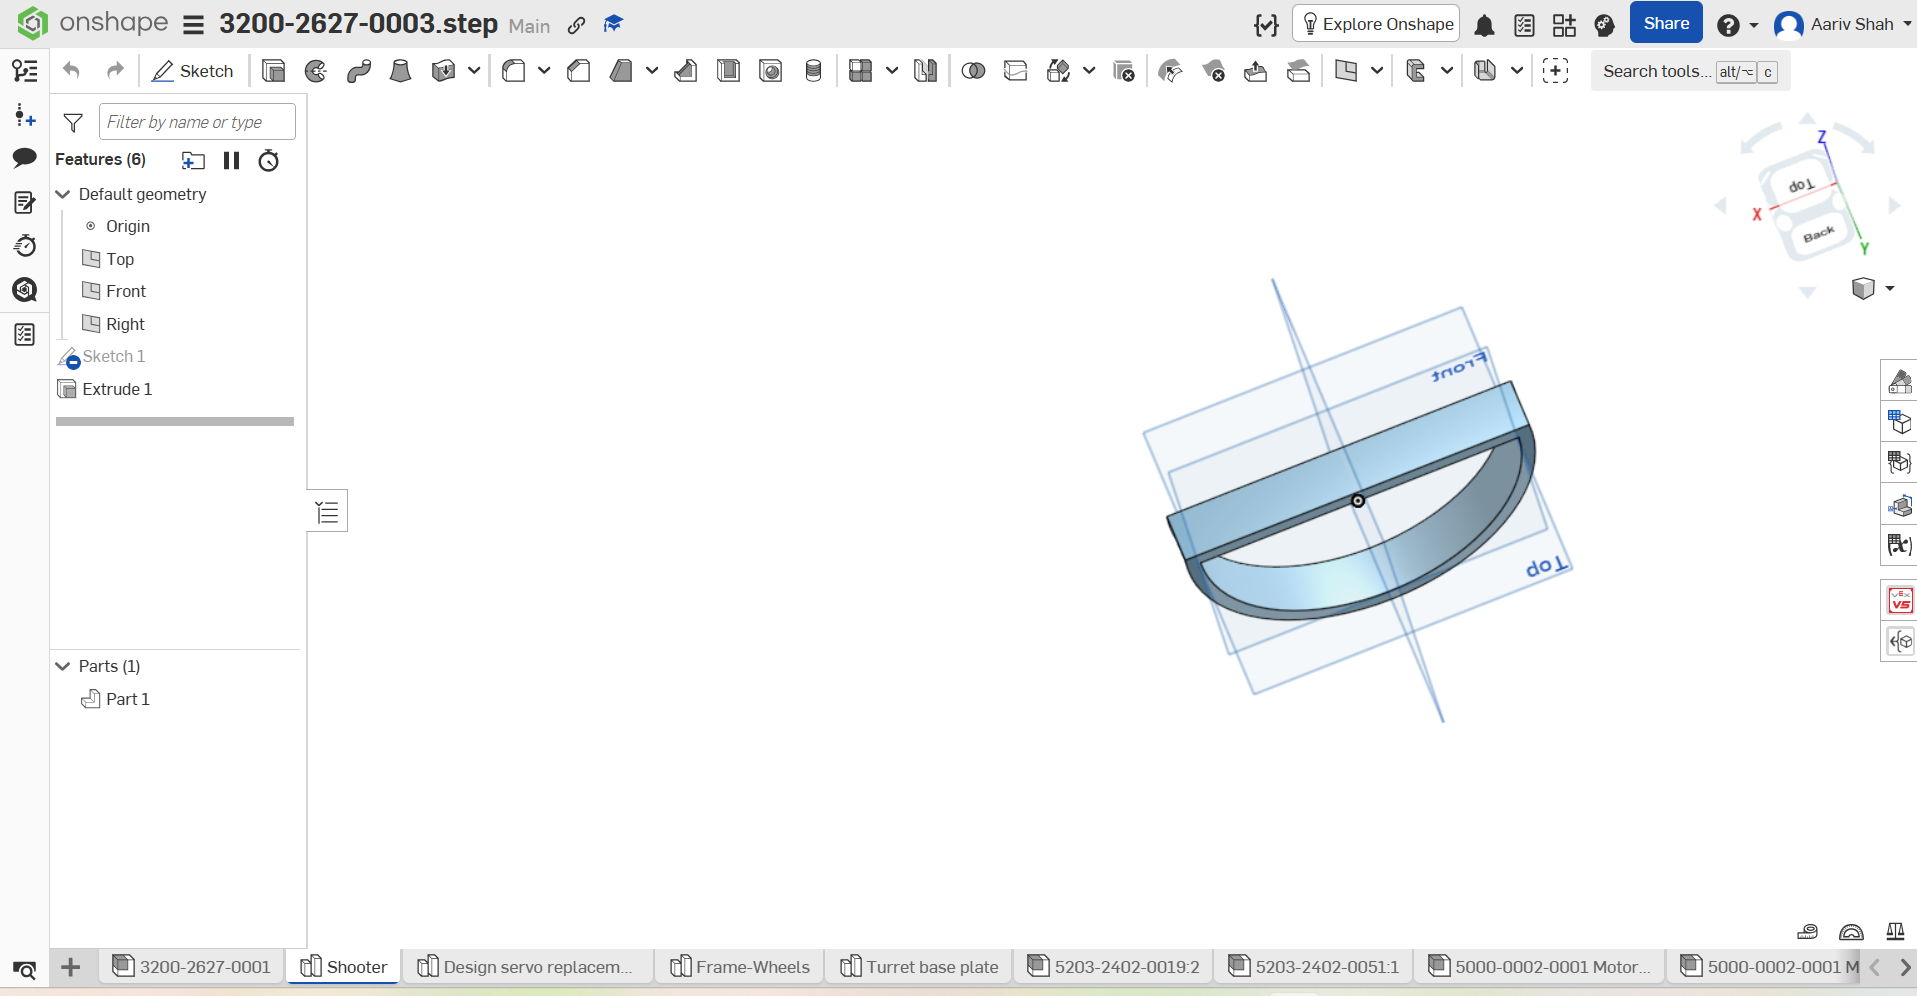 onshape 3200-2627-0003.step Main Explore Onshape Share Aariv Shah
Sketch Search tools... alt/⌥ c
Filter by name or type
Features (6)
Default geometry
Origin
Top
Front
Right
Sketch 1
Extrude 1
Z
Top
X
Back
Y
Front
Top
VEX
V5
Parts (1)
Part 1
3200-2627-0001 Shooter Design servo replacem... Frame-Wheels Turret base plate 5203-2402-0019:2 5203-2402-0051:1 5000-0002-0001 Motor... 5000-0002-0001 M